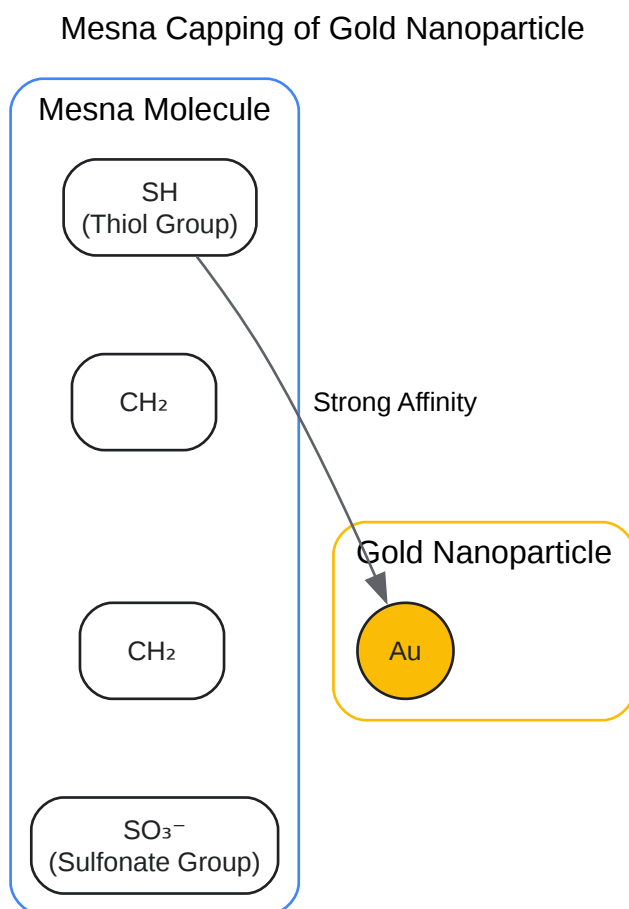 Mesna Capping of Gold Nanoparticle
Mesna Molecule
SH
(Thiol Group)
CH₂
Strong Affinity
Gold Nanoparticle
CH₂
Au
SO₃⁻
(Sulfonate Group)